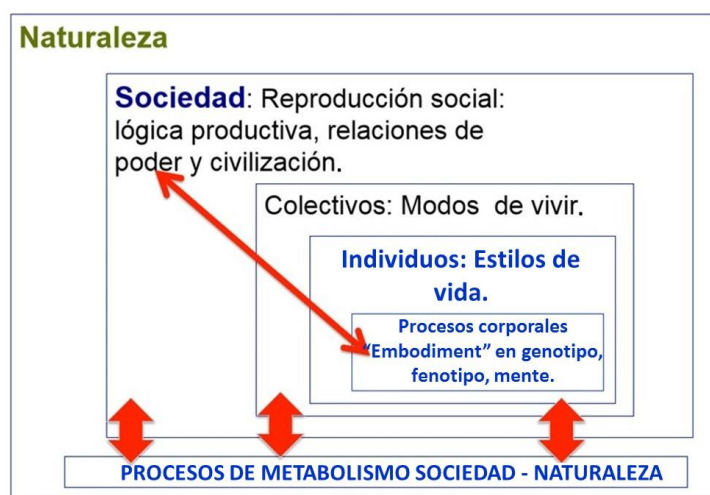 Naturaleza
Sociedad: Reproducción social:
lógica productiva, relaciones de
poder y civilización.
Colectivos: Modos de vivir.
Individuos: Estilos de
vida.
Procesos corporales
“Embodiment” en genotipo,
fenotipo, mente.
PROCESOS DE METABOLISMO SOCIEDAD - NATURALEZA